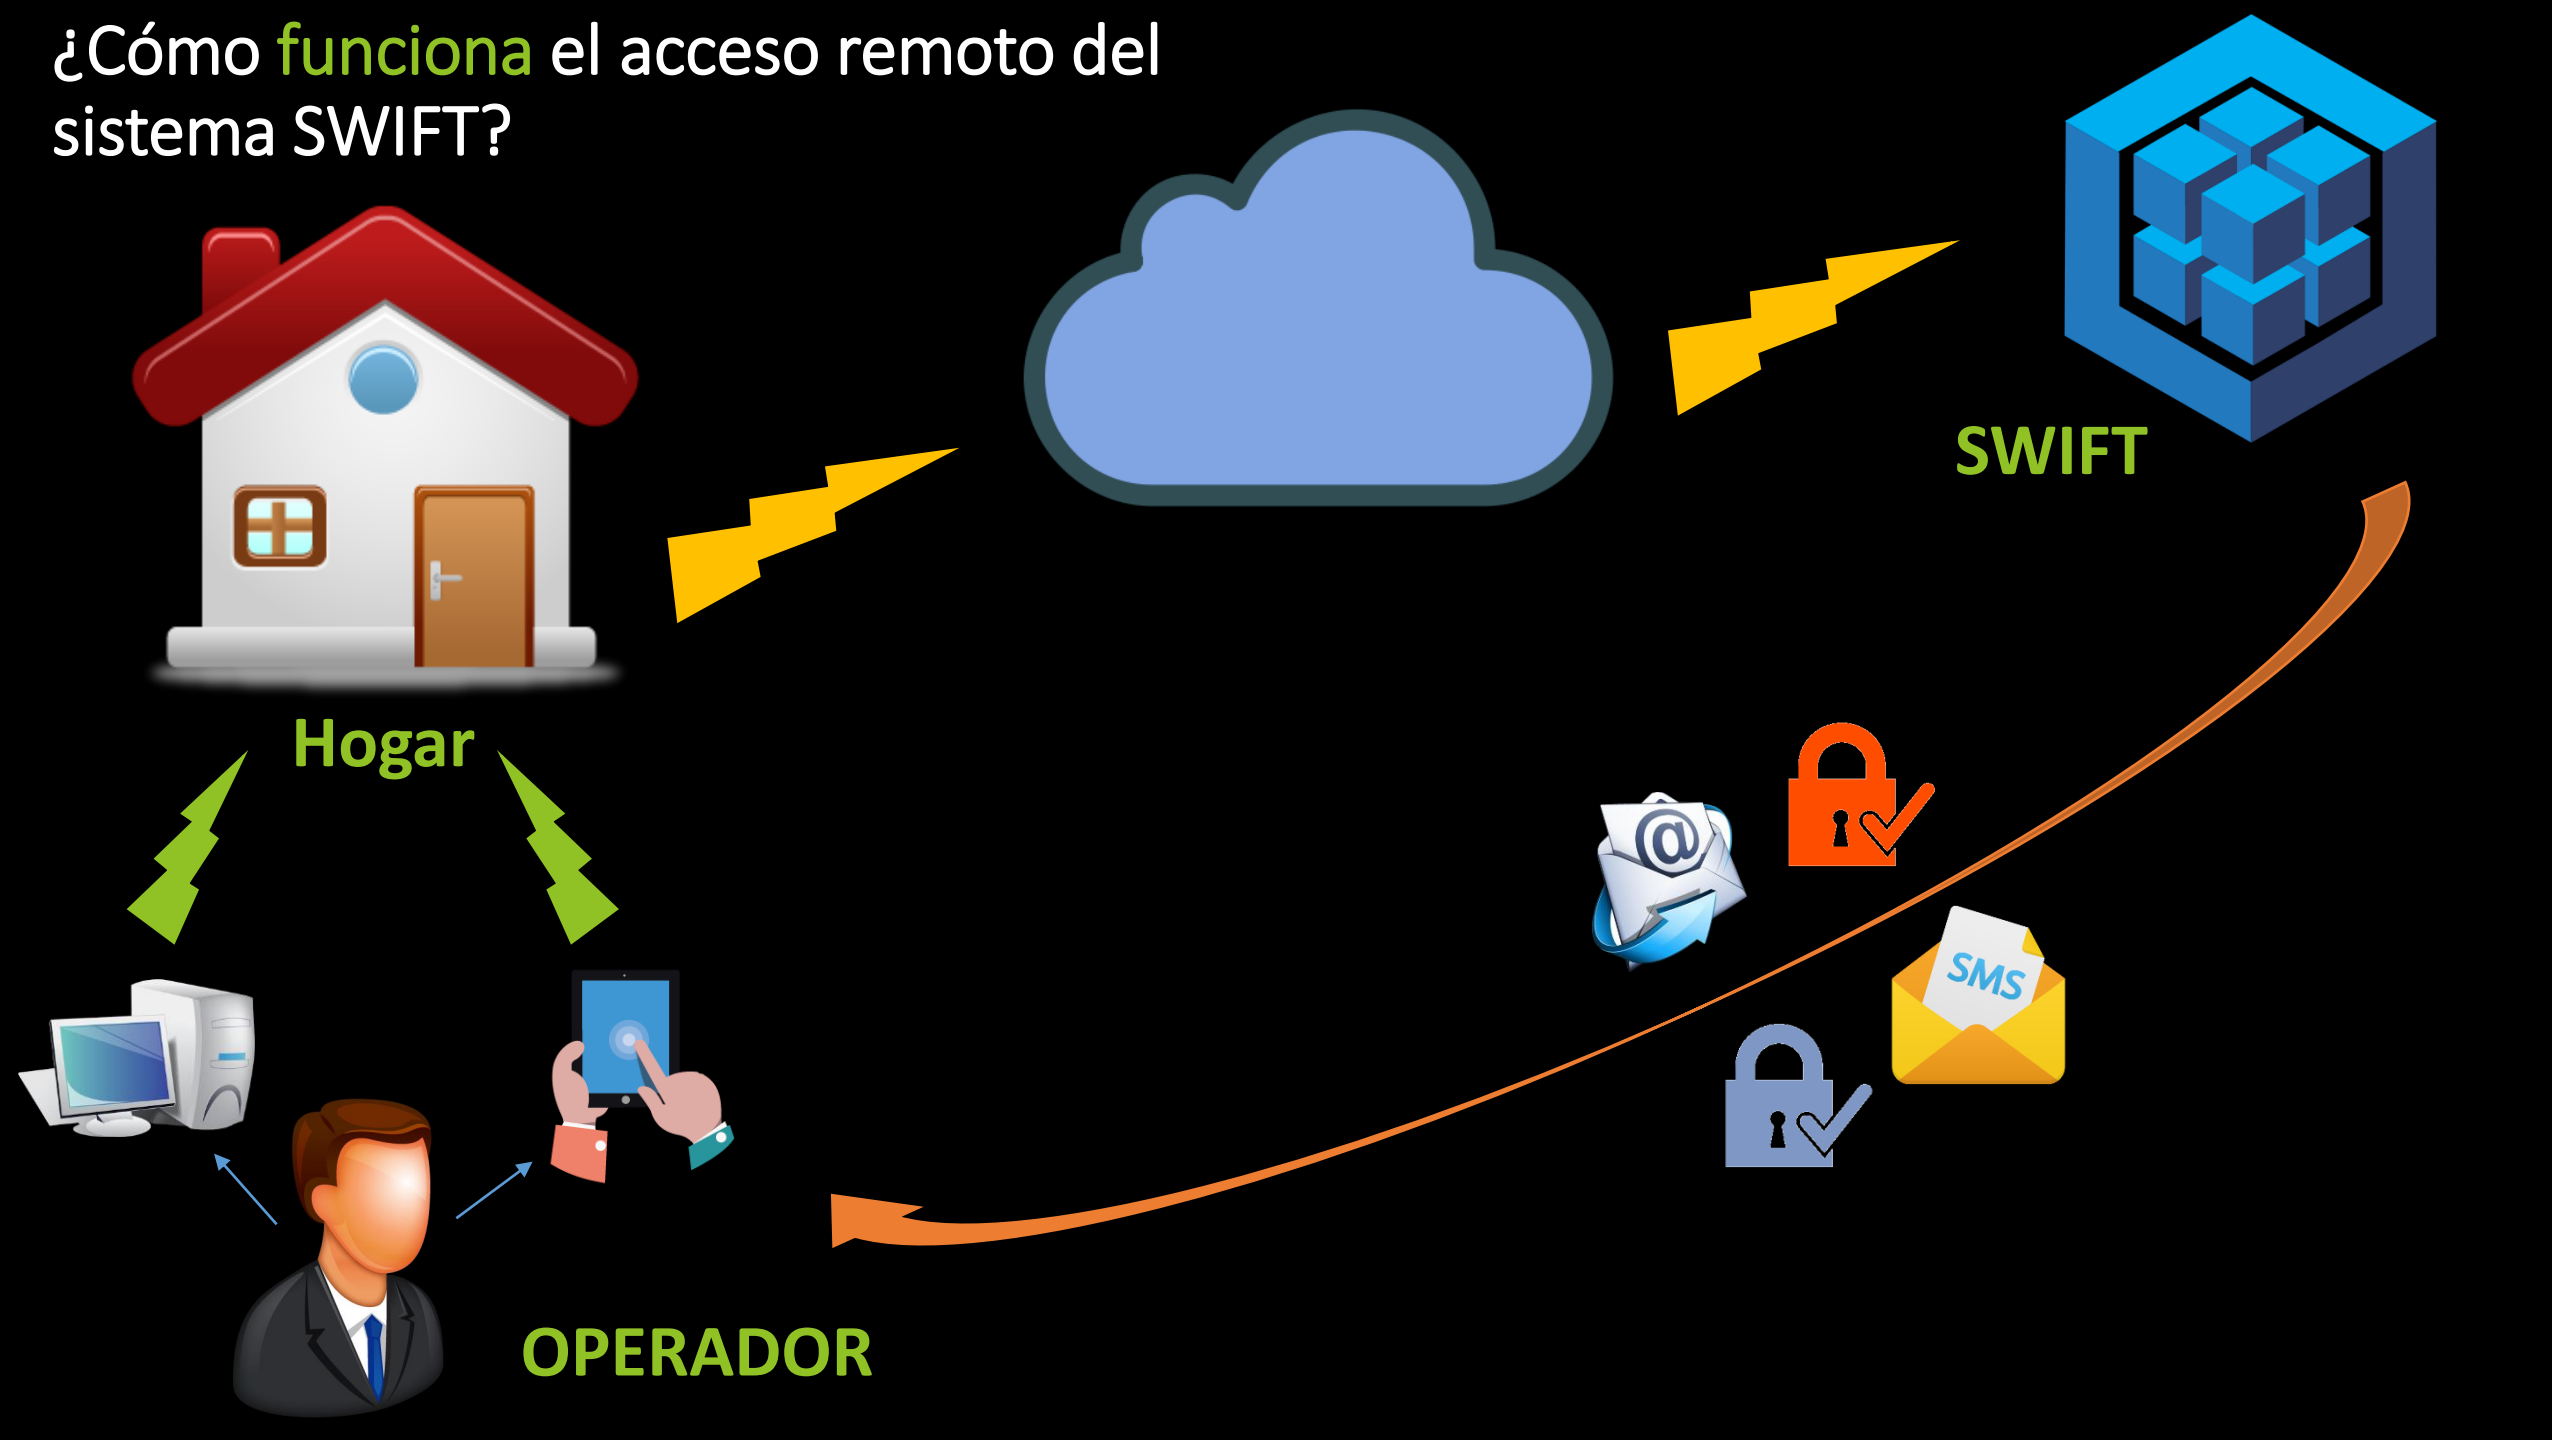 ¿Cómo funciona el acceso remoto del
sistema SWIFT?
SWIFT
Hogar
@
SMS
OPERADOR